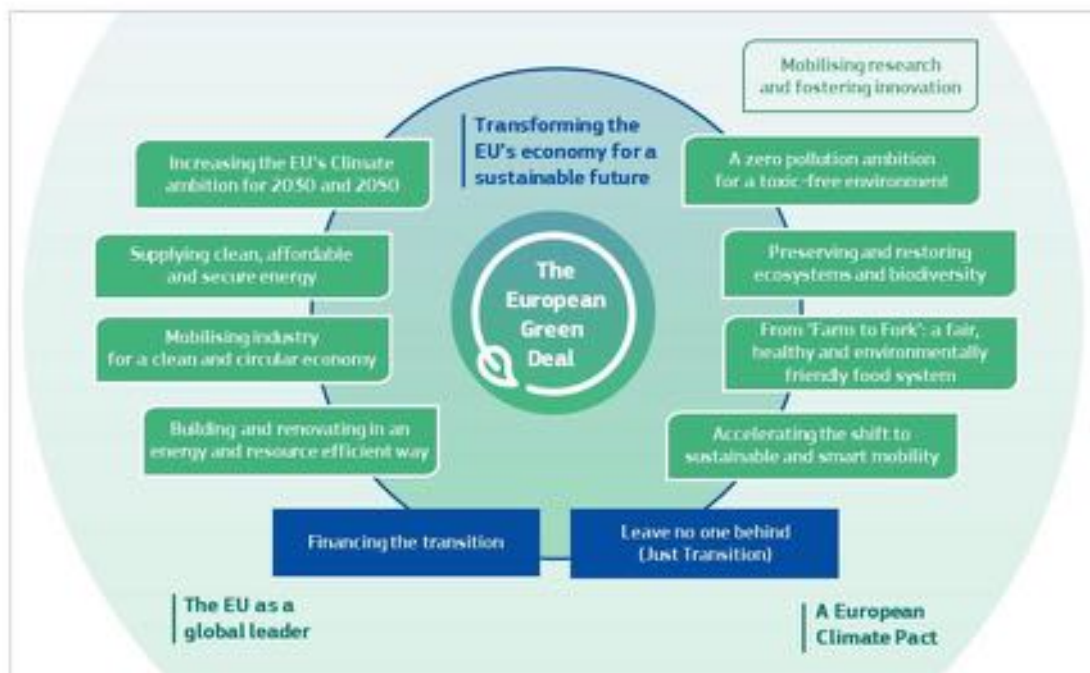 Mobilising research
and fostering innovation
Transforming the
EU's economy for a
sustainable future
Increasing the EU's Climate
ambition for 2030 and 2050
A zero pollution ambition
for a toxic-free environment
Supplying clean, affordable
and secure energy
Preserving and restoring
ecosystems and biodiversity
The
European
Green
Deal
Mobilising industry
for a clean and circular economy
From 'Farm to Fork': a fair,
healthy and environmentally
friendly food system
Building and renovating in an
energy and resource efficient way
Accelerating the shift to
sustainable and smart mobility
Financing the transition
Leave no one behind
(Just Transition)
The EU as a
global leader
A European
Climate Pact